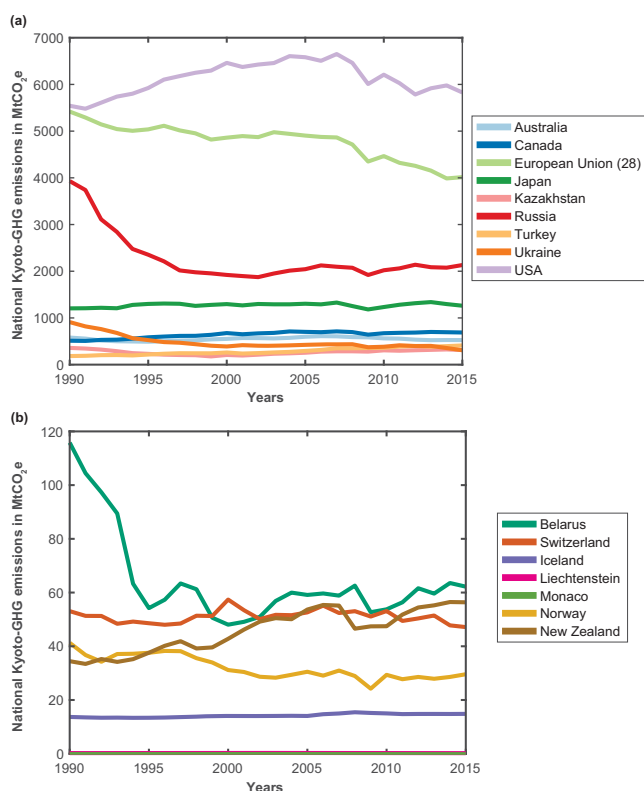 (a)
7000
6000
5000
4000
3000
2000
1000
0
National Kyoto-GHG emissions in MtCO₂e
1990 1995 2000 2005 2010 2015
Years
Australia
Canada
European Union (28)
Japan
Kazakhstan
Russia
Turkey
Ukraine
USA
(b)
120
100
80
60
40
20
0
National Kyoto-GHG emissions in MtCO₂e
1990 1995 2000 2005 2010 2015
Years
Belarus
Switzerland
Iceland
Liechtenstein
Monaco
Norway
New Zealand